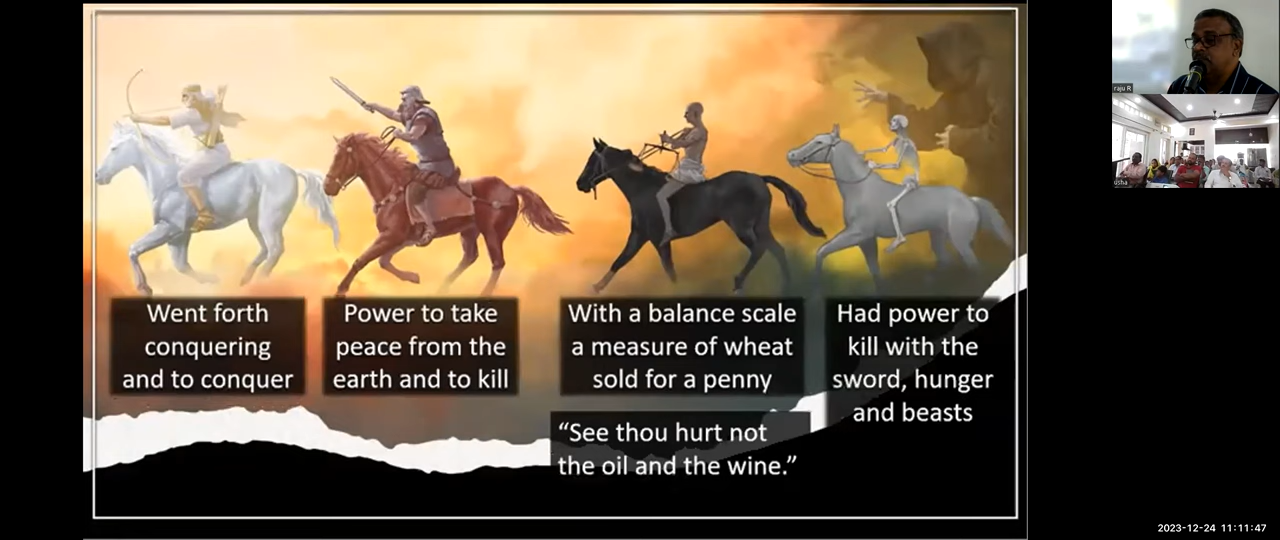 Went forth
conquering
and to conquer
Power to take
peace from the
earth and to kill
With a balance scale
a measure of wheat
sold for a penny
“See thou hurt not
the oil and the wine.”
Had power to
kill with the
sword, hunger
and beasts
raju R
usha
2023-12-24 11:11:47